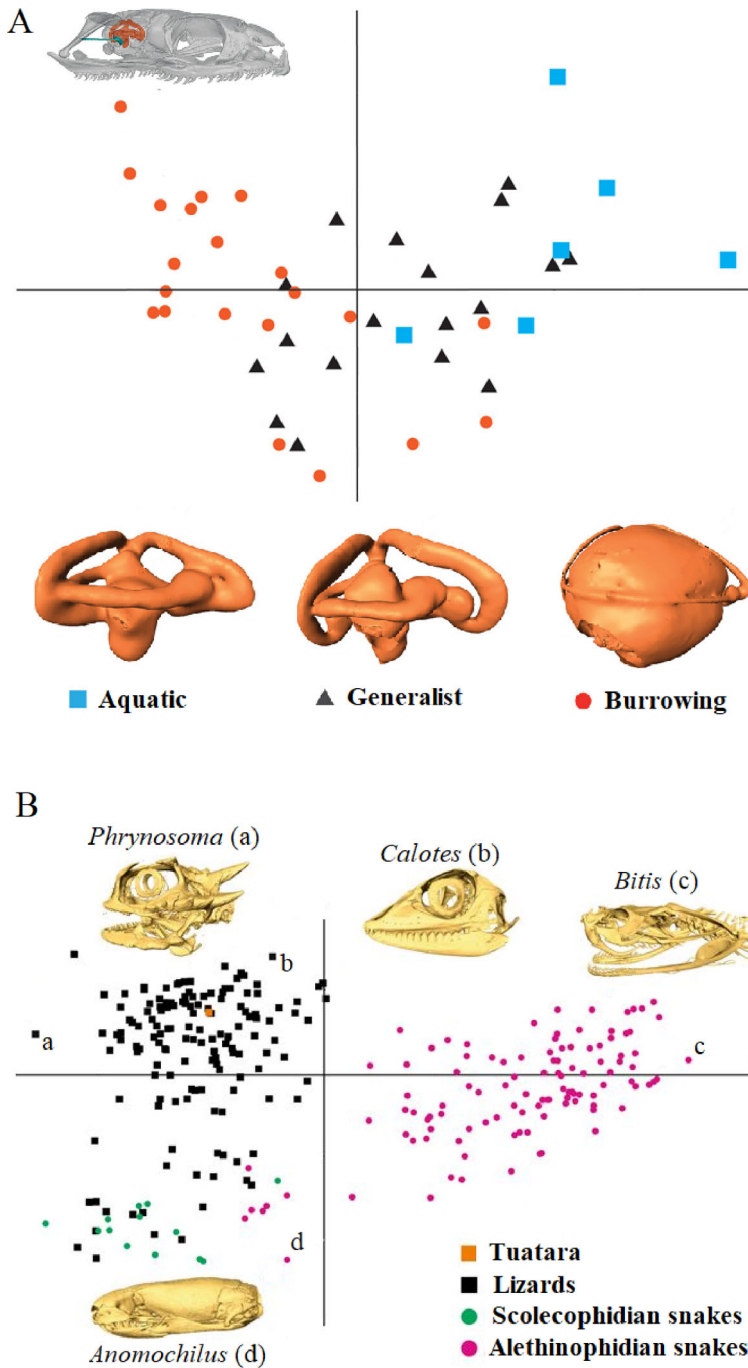 A
Aquatic
Generalist
Burrowing
B
Phrynosoma (a)
Calotes (b)
Bitis (c)
b
a
c
d
Tuatara
Lizards
Scolecophidian snakes
Alethinophidian snakes
Anomochilus (d)